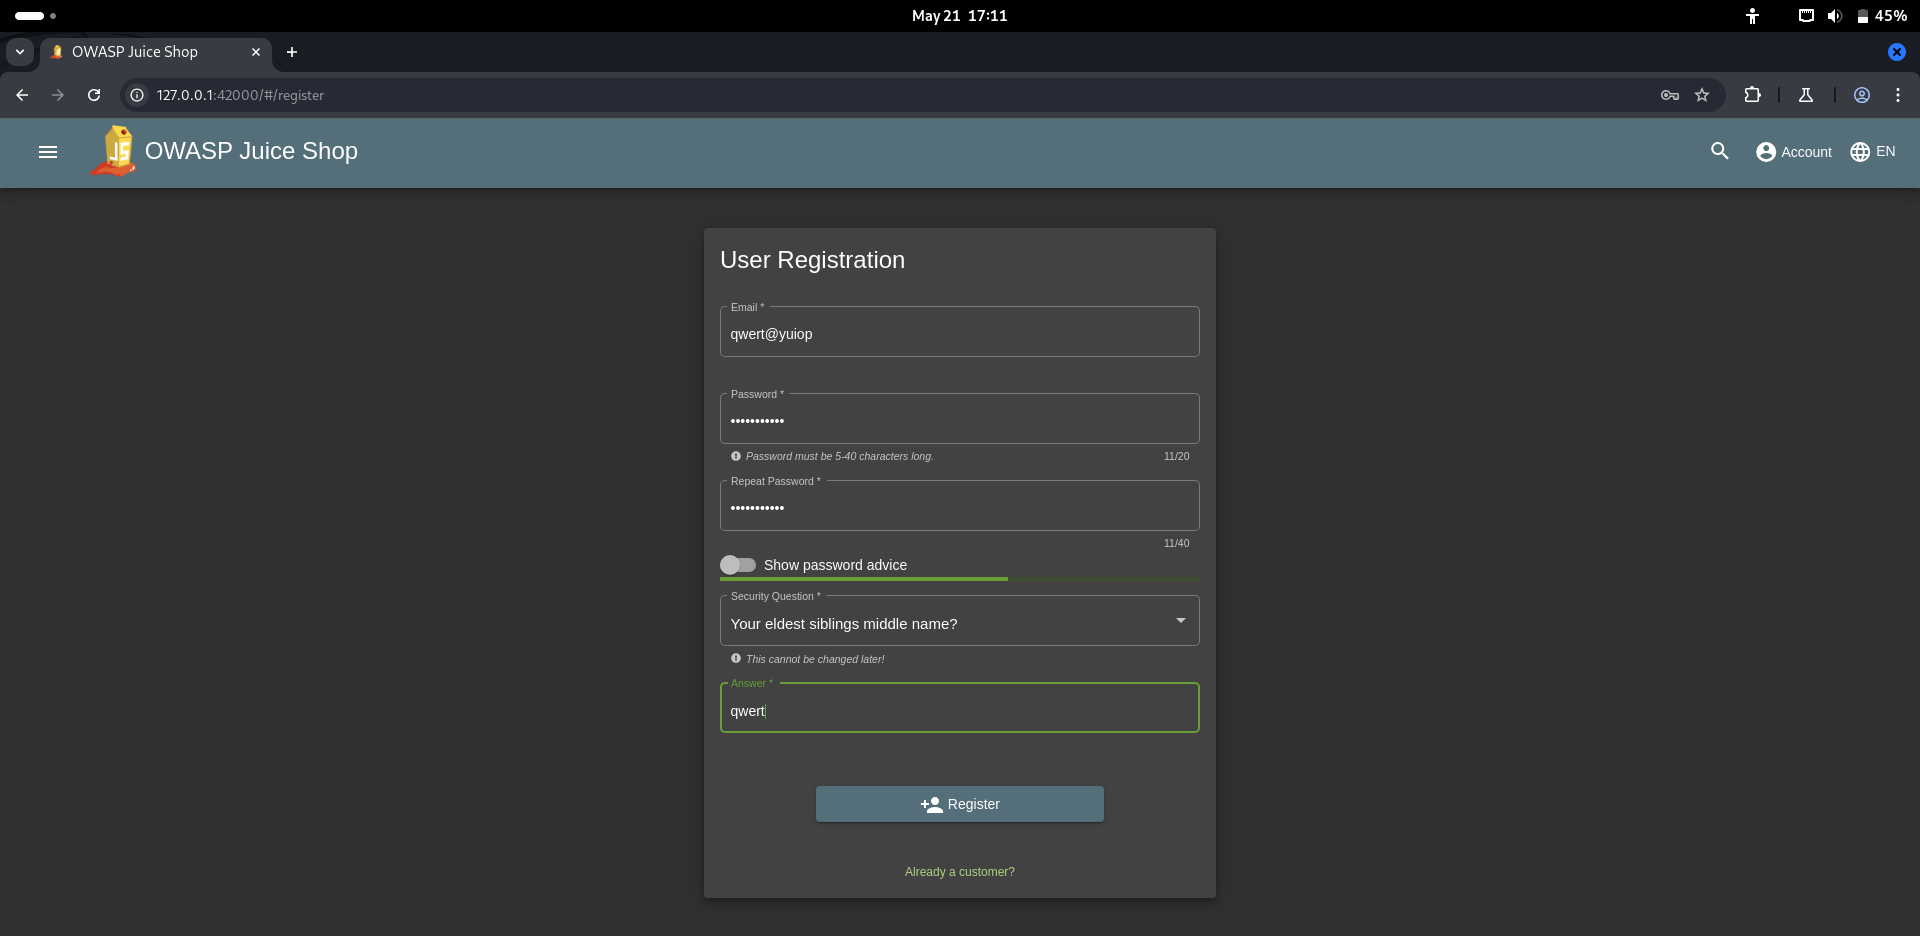 May 21 17:11
45%
OWASP Juice Shop
127.0.0.1:42000/#/register
OWASP Juice Shop
Account
EN
User Registration
Email *
qwert@yuiop
Password *
•••••••••••
Password must be 5-40 characters long.
11/20
Repeat Password *
•••••••••••
11/40
Show password advice
Security Question *
Your eldest siblings middle name?
This cannot be changed later!
Answer *
qwert
Register
Already a customer?